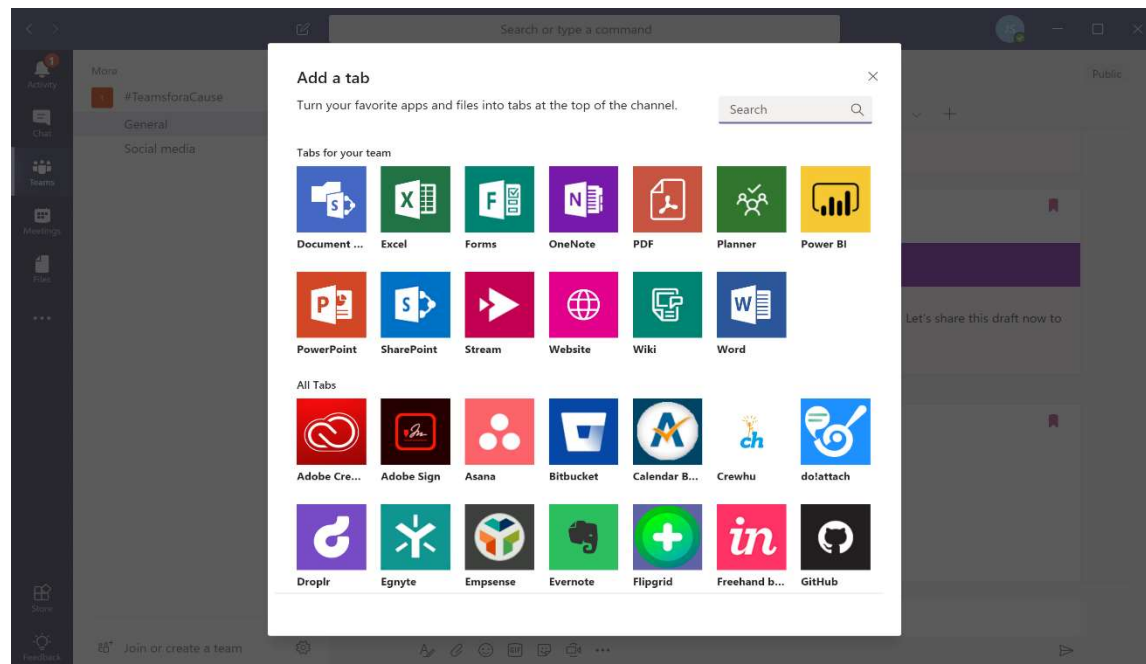 Search or type a command
JS
1
Activity
Chat
Teams
Meetings
Files
Store
Feedback
More
#TeamsforaCause
General
Social media
Join or create a team
Public
Let's share this draft now to
Add a tab
Turn your favorite apps and files into tabs at the top of the channel.
Search
Tabs for your team
Document ... Excel Forms OneNote PDF Planner Power BI
PowerPoint SharePoint Stream Website Wiki Word
All Tabs
Adobe Cre... Adobe Sign Asana Bitbucket Calendar B... Crewhu do!attach
Droplr Egnyte Empsense Evernote Flipgrid Freehand b... GitHub
GIF